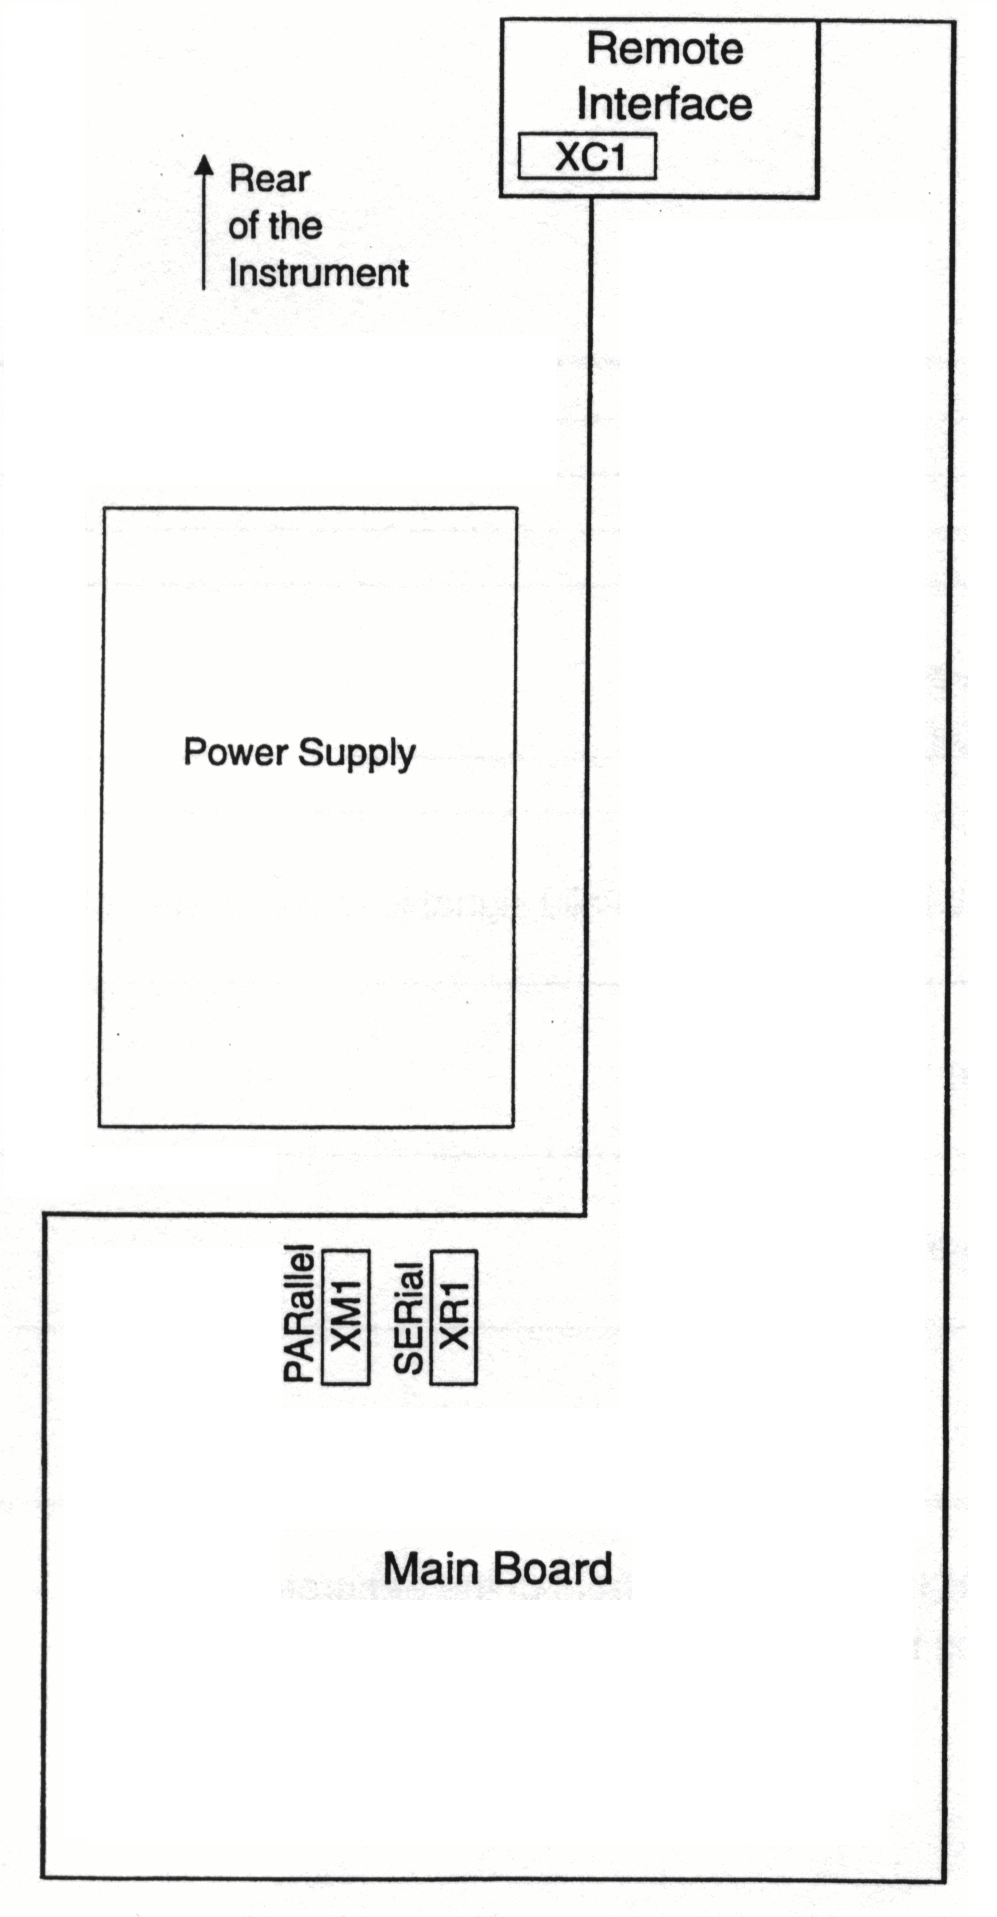 Remote
Interface
XC1
Rear
of the
Instrument
Power Supply
PARallel
XM1
SERial
XR1
Main Board